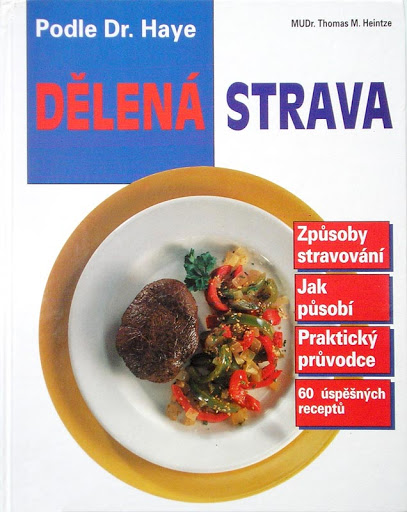 Podle Dr. Haye
MUDr. Thomas M. Heintze
DĚLENÁ STRAVA
Způsoby
stravování
Jak
působí
Praktický
průvodce
60 úspěšných
receptů